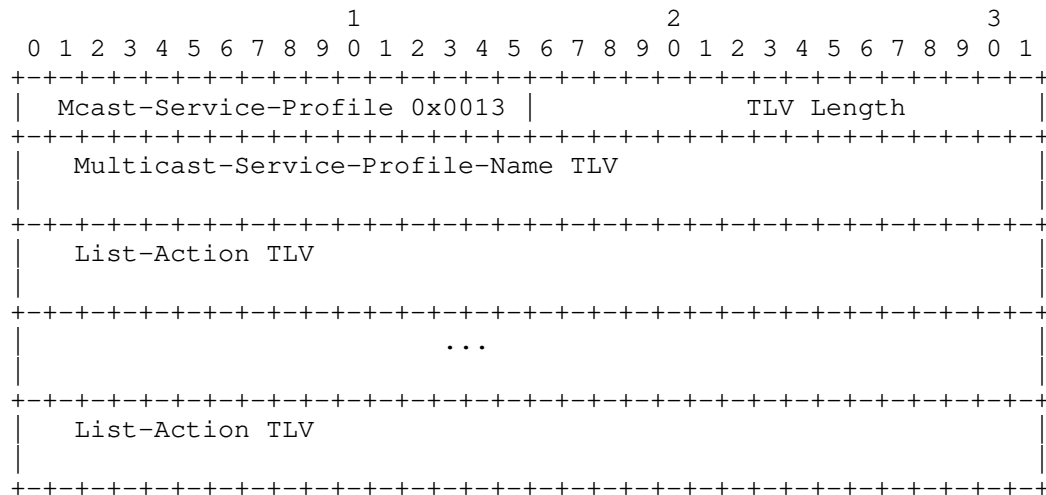 1                   2                   3
 0 1 2 3 4 5 6 7 8 9 0 1 2 3 4 5 6 7 8 9 0 1 2 3 4 5 6 7 8 9 0 1
+-+-+-+-+-+-+-+-+-+-+-+-+-+-+-+-+-+-+-+-+-+-+-+-+-+-+-+-+-+-+-+-+
|  Mcast-Service-Profile 0x0013 |             TLV Length        |
+-+-+-+-+-+-+-+-+-+-+-+-+-+-+-+-+-+-+-+-+-+-+-+-+-+-+-+-+-+-+-+-+
|   Multicast-Service-Profile-Name TLV                          |
|                                                               |
+-+-+-+-+-+-+-+-+-+-+-+-+-+-+-+-+-+-+-+-+-+-+-+-+-+-+-+-+-+-+-+-+
|   List-Action TLV                                             |
|                                                               |
+-+-+-+-+-+-+-+-+-+-+-+-+-+-+-+-+-+-+-+-+-+-+-+-+-+-+-+-+-+-+-+-+
|                          ...                                  |
|                                                               |
+-+-+-+-+-+-+-+-+-+-+-+-+-+-+-+-+-+-+-+-+-+-+-+-+-+-+-+-+-+-+-+-+
|   List-Action TLV                                             |
|                                                               |
+-+-+-+-+-+-+-+-+-+-+-+-+-+-+-+-+-+-+-+-+-+-+-+-+-+-+-+-+-+-+-+-+